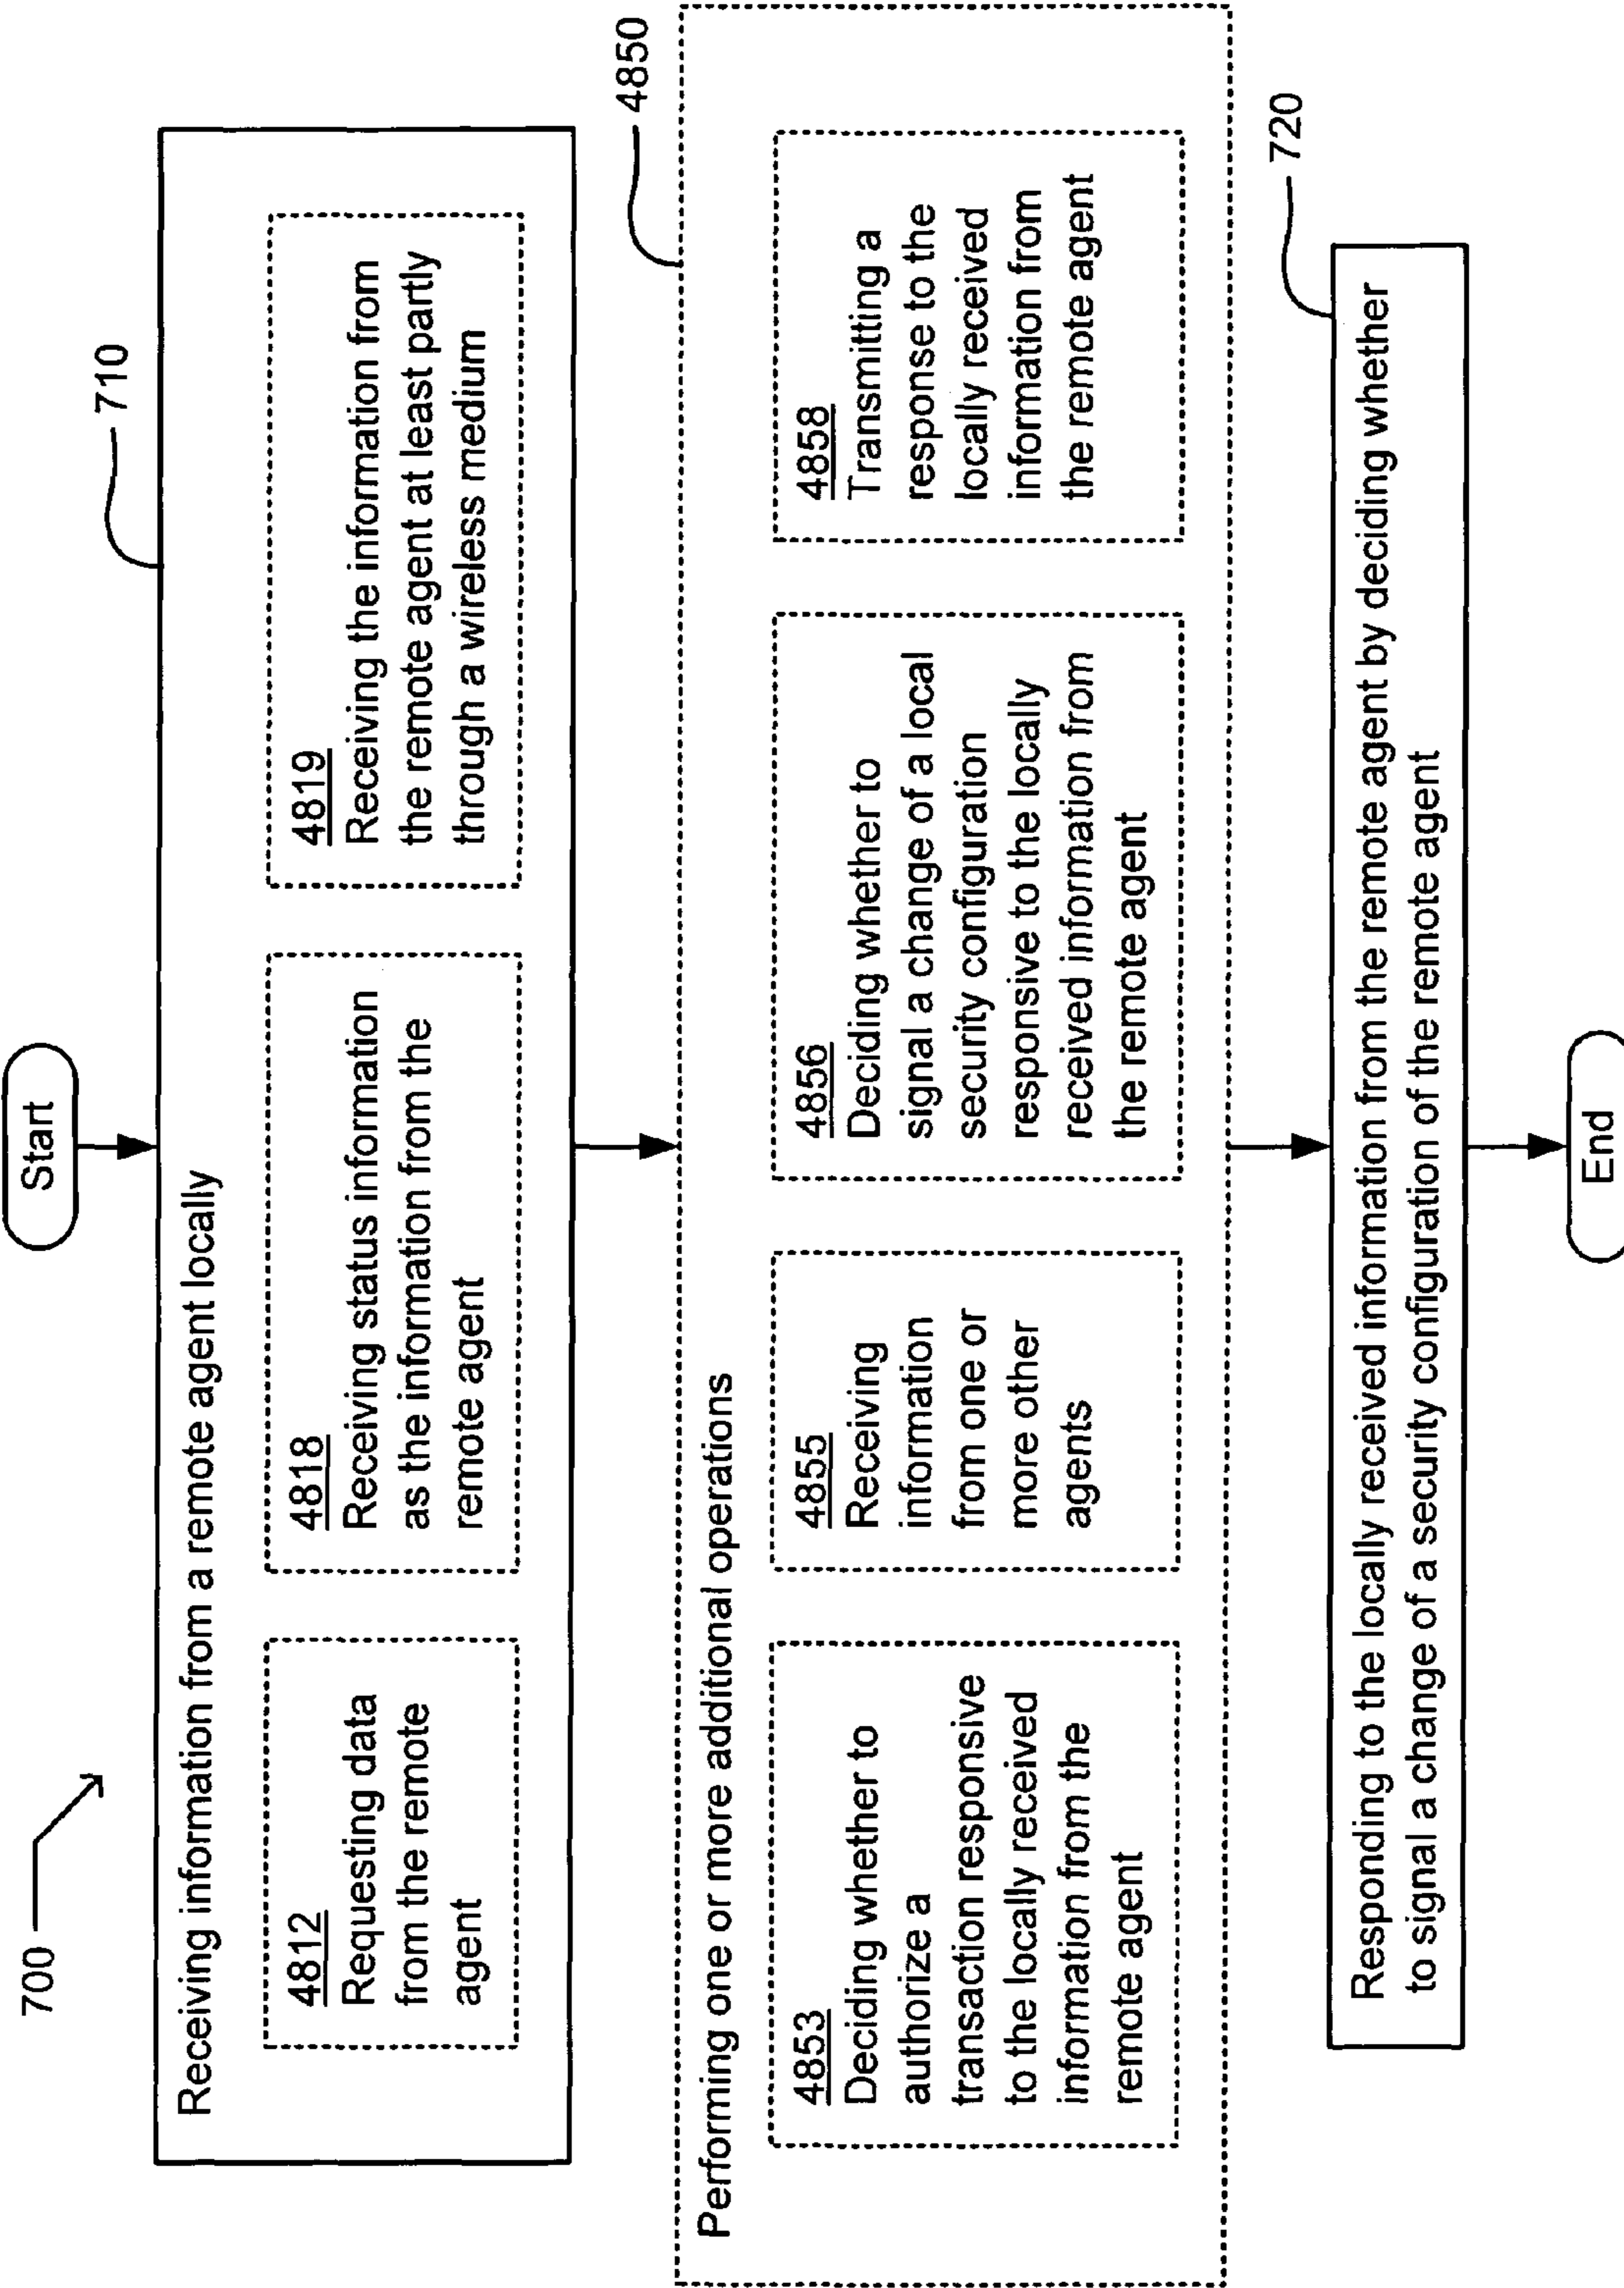 700
Start
710
Receiving information from a remote agent locally
4812
Requesting data
from the remote
agent
4818
Receiving status information
as the information from the
remote agent
4819
Receiving the information from
the remote agent at least partly
through a wireless medium
4850
Performing one or more additional operations
4853
Deciding whether to
authorize a
transaction responsive
to the locally received
information from the
remote agent
4855
Receiving
information
from one or
more other
agents
4856
Deciding whether to
signal a change of a local
security configuration
responsive to the locally
received information from
the remote agent
4858
Transmitting a
response to the
locally received
information from
the remote agent
720
Responding to the locally received information from the remote agent by deciding whether
to signal a change of a security configuration of the remote agent
End